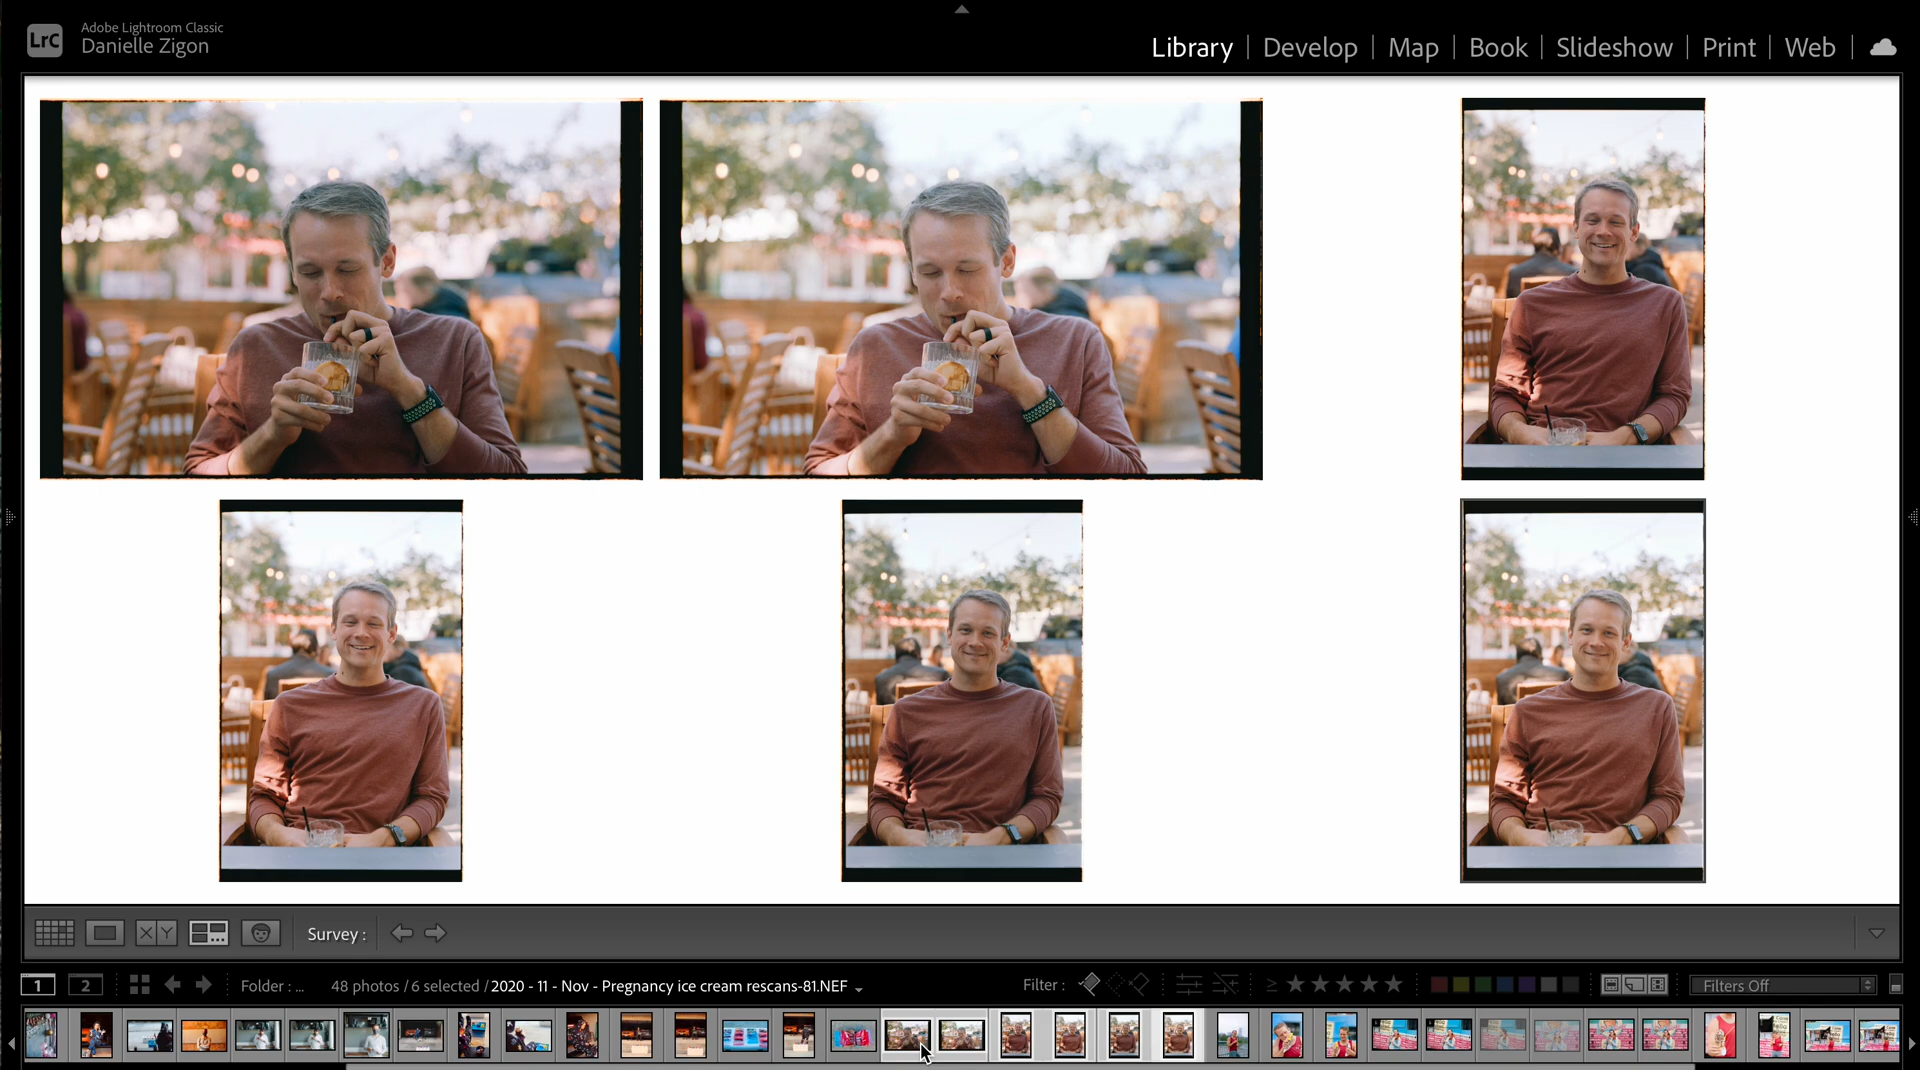 LrC
Adobe Lightroom Classic
Danielle Zigon
Library | Develop | Map | Book | Slideshow | Print | Web
XY
Survey :
1 2 Folder : ... 48 photos / 6 selected / 2020 - 11 - Nov - Pregnancy ice cream rescans-81.NEF Filter : ≥ ★★★★★ Filters Off